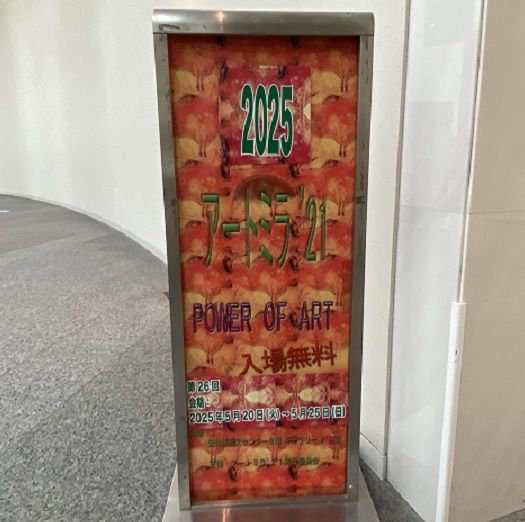 2025
アートミラ'21
POWER OF ART
入場無料
第26回
会期:
2025年5月20日(火)~5月25日(日)